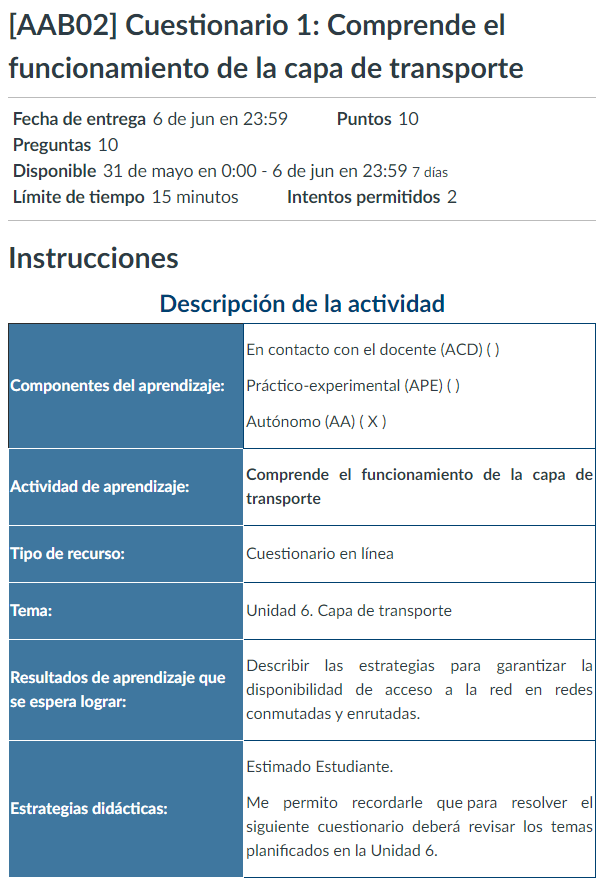 [AAB02] Cuestionario 1: Comprende el
funcionamiento de la capa de transporte
Fecha de entrega 6 de jun en 23:59 Puntos 10
Preguntas 10
Disponible 31 de mayo en 0:00 - 6 de jun en 23:59 7 días
Límite de tiempo 15 minutos Intentos permitidos 2
Instrucciones
Descripción de la actividad
Componentes del aprendizaje:
En contacto con el docente (ACD) ( )
Práctico-experimental (APE) ( )
Autónomo (AA) ( X )
Actividad de aprendizaje:
Comprende el funcionamiento de la capa de
transporte
Tipo de recurso:
Cuestionario en línea
Tema:
Unidad 6. Capa de transporte
Resultados de aprendizaje que
se espera lograr:
Describir las estrategias para garantizar la
disponibilidad de acceso a la red en redes
conmutadas y enrutadas.
Estrategias didácticas:
Estimado Estudiante.
Me permito recordarle que para resolver el
siguiente cuestionario deberá revisar los temas
planificados en la Unidad 6.